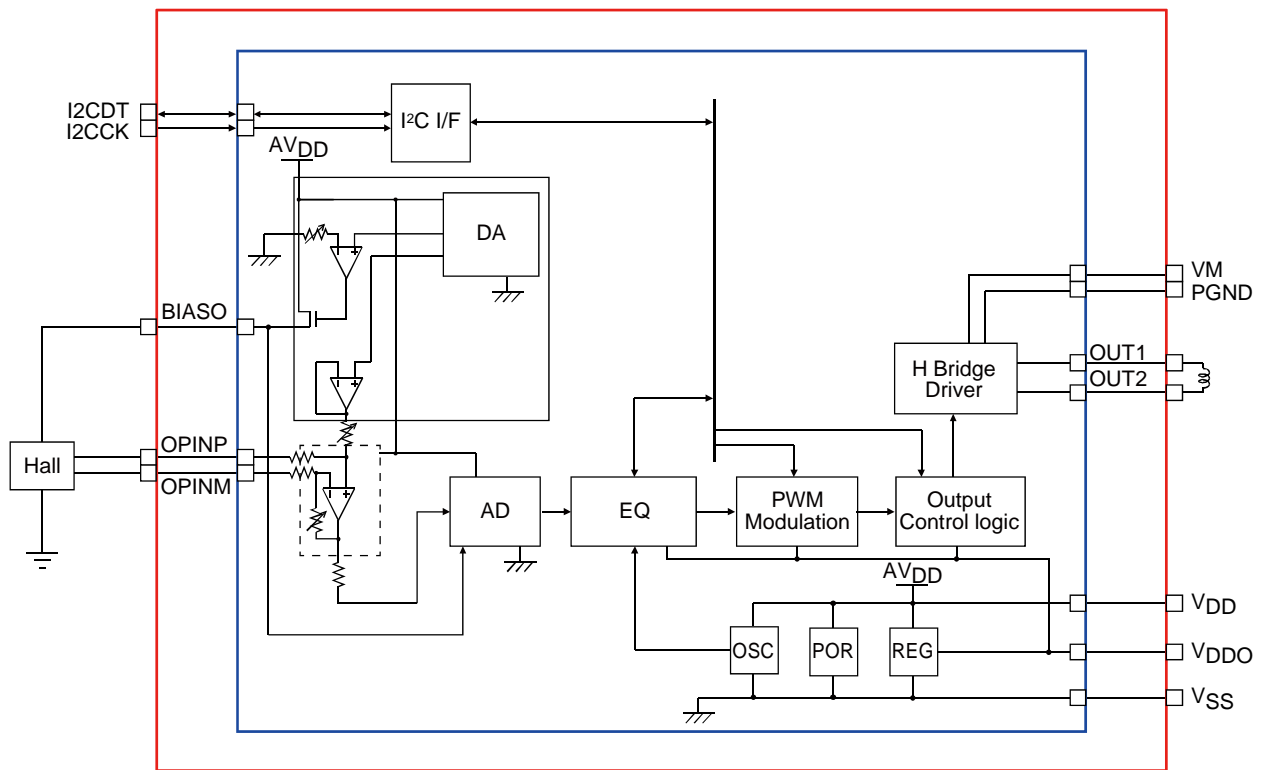 I2CDT
I2CCK
I²C I/F
AVDD
DA
- +
BIASO
- +
VM
PGND
OUT1
OUT2
H Bridge
Driver
OPINP
OPINM
Hall
- +
AD
EQ
PWM
Modulation
Output
Control logic
AVDD
OSC
POR
REG
VDD
VDDO
VSS